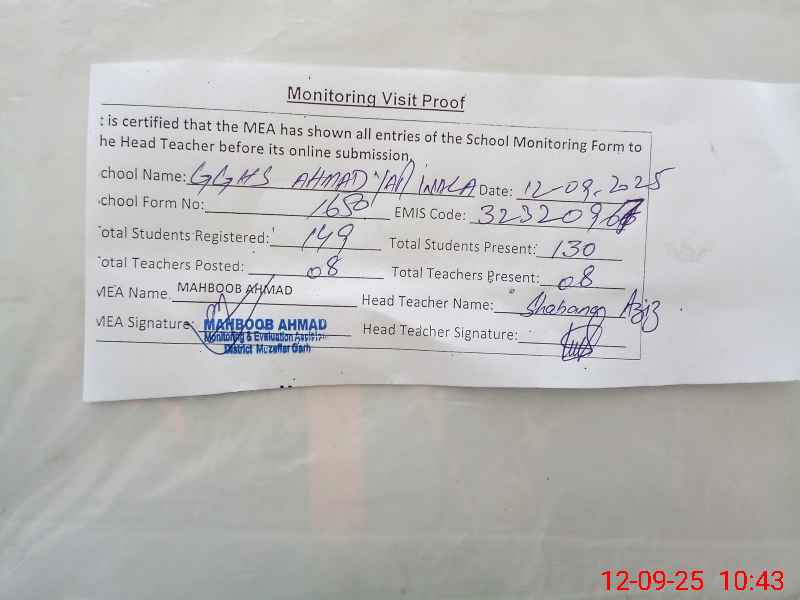 Monitoring Visit Proof
: is certified that the MEA has shown all entries of the School Monitoring Form to
he Head Teacher before its online submission.
chool Name: GGHS AHMAD Date: 12-09-2025
chool Form No: 1650 EMIS Code:
otal Students Registered: 149 Total Students Present: 130
otal Teachers Posted: 08 Total Teachers Present: 08
MEA Name: MAHBOOB AHMAD Head Teacher Name: Aziz
MEA Signature: Head Teacher Signature:
MAHBOOB AHMAD
Monitoring & Evaluation Assistant
District Muzaffar Garh
12-09-25 10:43